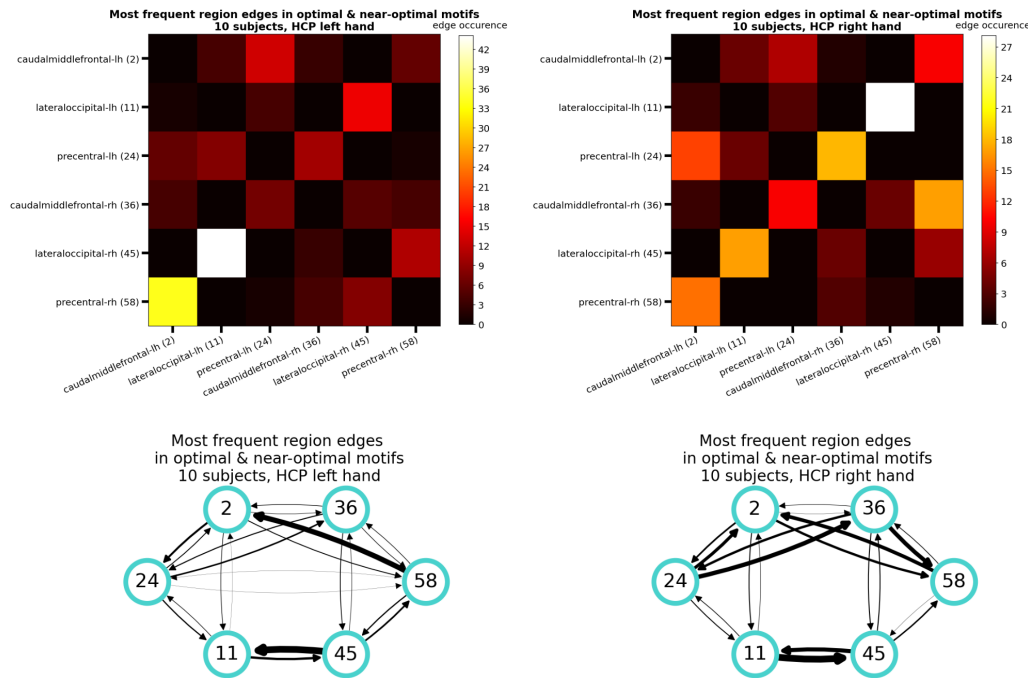 Most frequent region edges in optimal & near-optimal motifs
10 subjects, HCP left hand
edge occurence
caudalmiddlefrontal-lh (2)
lateraloccipital-lh (11)
precentral-lh (24)
caudalmiddlefrontal-rh (36)
lateraloccipital-rh (45)
precentral-rh (58)
caudalmiddlefrontal-lh (2)
lateraloccipital-lh (11)
precentral-lh (24)
caudalmiddlefrontal-rh (36)
lateraloccipital-rh (45)
precentral-rh (58)
42
39
36
33
30
27
24
21
18
15
12
9
6
3
0
Most frequent region edges in optimal & near-optimal motifs
10 subjects, HCP right hand
edge occurence
caudalmiddlefrontal-lh (2)
lateraloccipital-lh (11)
precentral-lh (24)
caudalmiddlefrontal-rh (36)
lateraloccipital-rh (45)
precentral-rh (58)
caudalmiddlefrontal-lh (2)
lateraloccipital-lh (11)
precentral-lh (24)
caudalmiddlefrontal-rh (36)
lateraloccipital-rh (45)
precentral-rh (58)
27
24
21
18
15
12
9
6
3
0
Most frequent region edges
in optimal & near-optimal motifs
10 subjects, HCP left hand
2
36
24
58
11
45
Most frequent region edges
in optimal & near-optimal motifs
10 subjects, HCP right hand
2
36
24
58
11
45